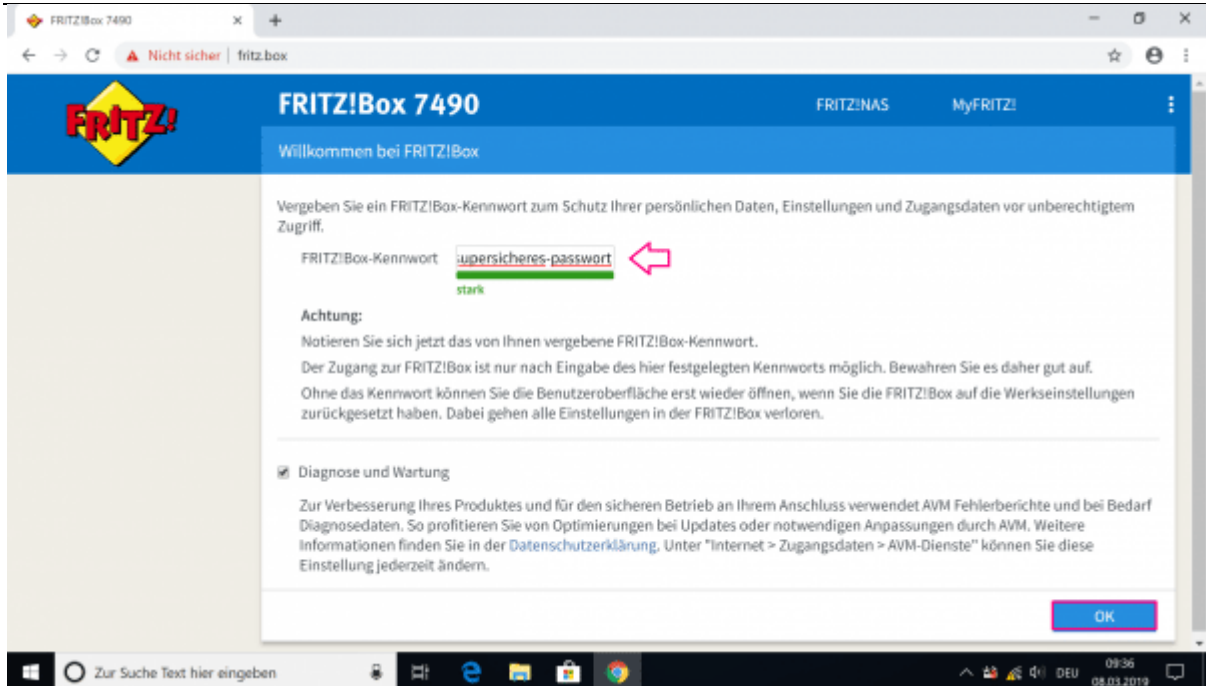 FRITZ!Box 7490
Nicht sicher | fritz.box
FRITZ!
FRITZ!Box 7490
FRITZ!NAS
MyFRITZ!
Willkommen bei FRITZ!Box
Vergeben Sie ein FRITZ!Box-Kennwort zum Schutz Ihrer persönlichen Daten, Einstellungen und Zugangsdaten vor unberechtigtem
Zugriff.
FRITZ!Box-Kennwort
upersicheres-passwort
stark
Achtung:
Notieren Sie sich jetzt das von Ihnen vergebene FRITZ!Box-Kennwort.
Der Zugang zur FRITZ!Box ist nur nach Eingabe des hier festgelegten Kennworts möglich. Bewahren Sie es daher gut auf.
Ohne das Kennwort können Sie die Benutzeroberfläche erst wieder öffnen, wenn Sie die FRITZ!Box auf die Werkseinstellungen
zurückgesetzt haben. Dabei gehen alle Einstellungen in der FRITZ!Box verloren.
Diagnose und Wartung
Zur Verbesserung Ihres Produktes und für den sicheren Betrieb an Ihrem Anschluss verwendet AVM Fehlerberichte und bei Bedarf
Diagnosedaten. So profitieren Sie von Optimierungen bei Updates oder notwendigen Anpassungen durch AVM. Weitere
Informationen finden Sie in der Datenschutzerklärung. Unter "Internet > Zugangsdaten > AVM-Dienste" können Sie diese
Einstellung jederzeit ändern.
OK
Zur Suche Text hier eingeben
DEU
09:36
08.03.2019